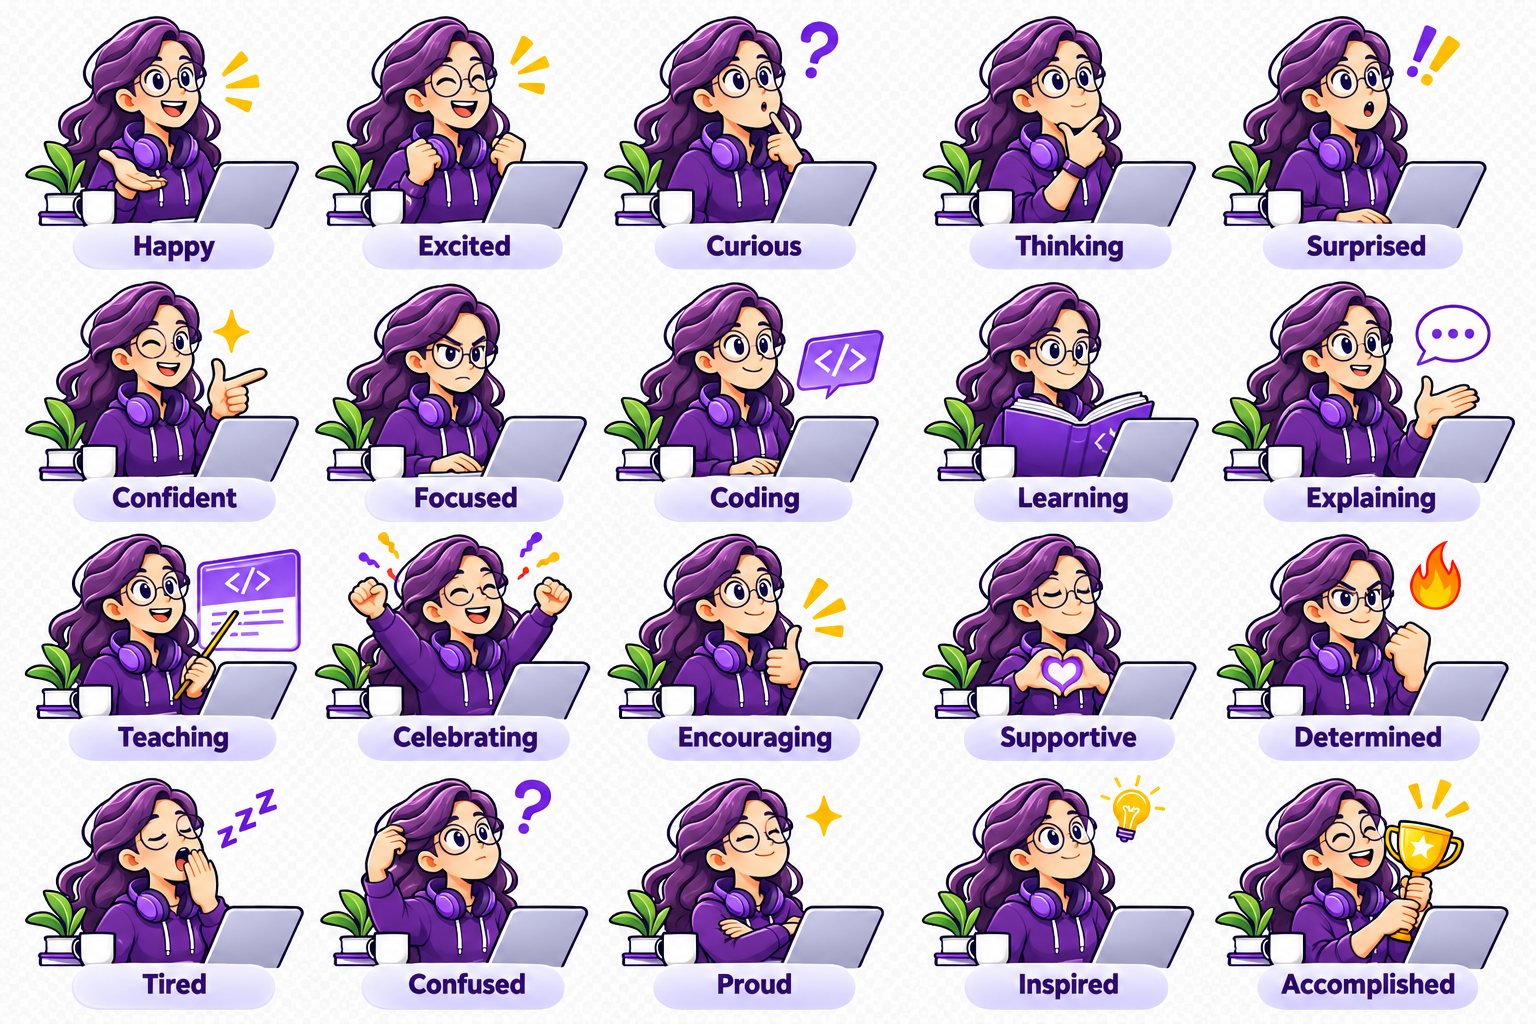 ?
!!
Happy
Excited
Curious
Thinking
Surprised
</>
...
Confident
Focused
Coding
Learning
Explaining
</>
Teaching
Celebrating
Encouraging
Supportive
Determined
zzZ
?
Tired
Confused
Proud
Inspired
Accomplished